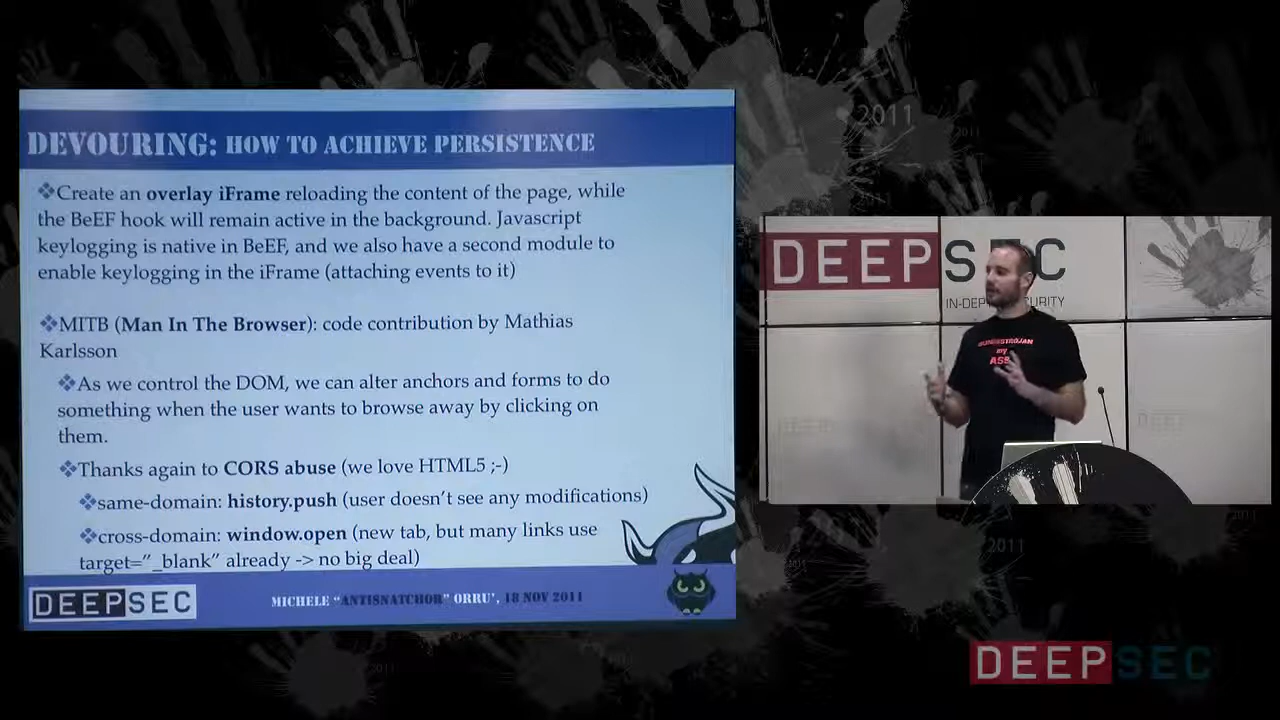 2011
2011
DEVOURING: HOW TO ACHIEVE PERSISTENCE
❖Create an overlay iFrame reloading the content of the page, while
the BeEF hook will remain active in the background. Javascript
keylogging is native in BeEF, and we also have a second module to
enable keylogging in the iFrame (attaching events to it)
❖MITB (Man In The Browser): code contribution by Mathias
Karlsson
❖As we control the DOM, we can alter anchors and forms to do
something when the user wants to browse away by clicking on
them.
❖Thanks again to CORS abuse (we love HTML5 ;-)
❖same-domain: history.push (user doesn't see any modifications)
❖cross-domain: window.open (new tab, but many links use
target="_blank" already -> no big deal)
DEEPSEC
MICHELE "ANTISNATCHOR" ORRU', 18 NOV 2011
DEEPSEC
IN-DEPTH SECURITY
ASS
2011
2011
2011
2011
DEEPSEC